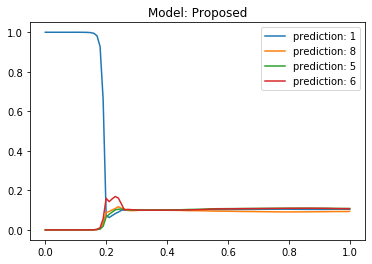 Model: Proposed
prediction: 1
prediction: 8
prediction: 5
prediction: 6
1.0
0.8
0.6
0.4
0.2
0.0
0.0 0.2 0.4 0.6 0.8 1.0